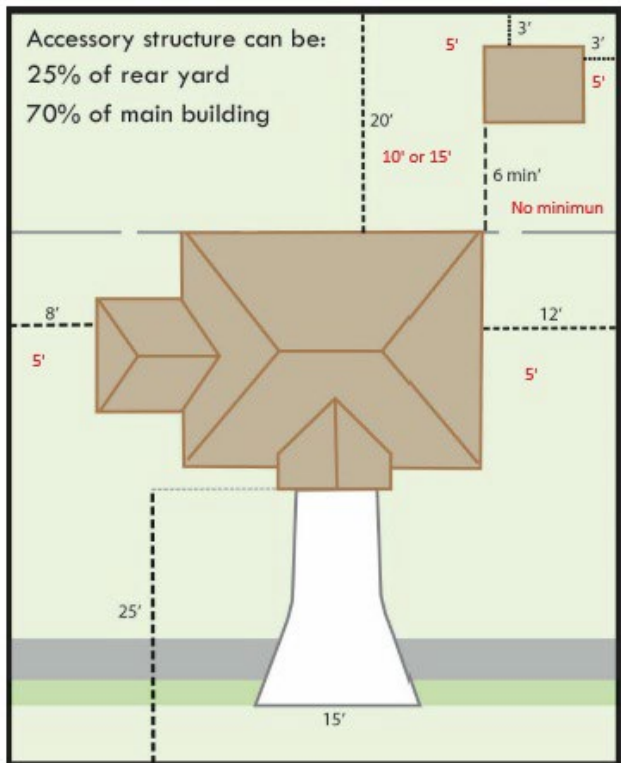 Accessory structure can be:
25% of rear yard
70% of main building
3'
5'
3'
5'
20'
10' or 15'
6 min'
No minimun
8'
12'
5'
5'
25'
15'